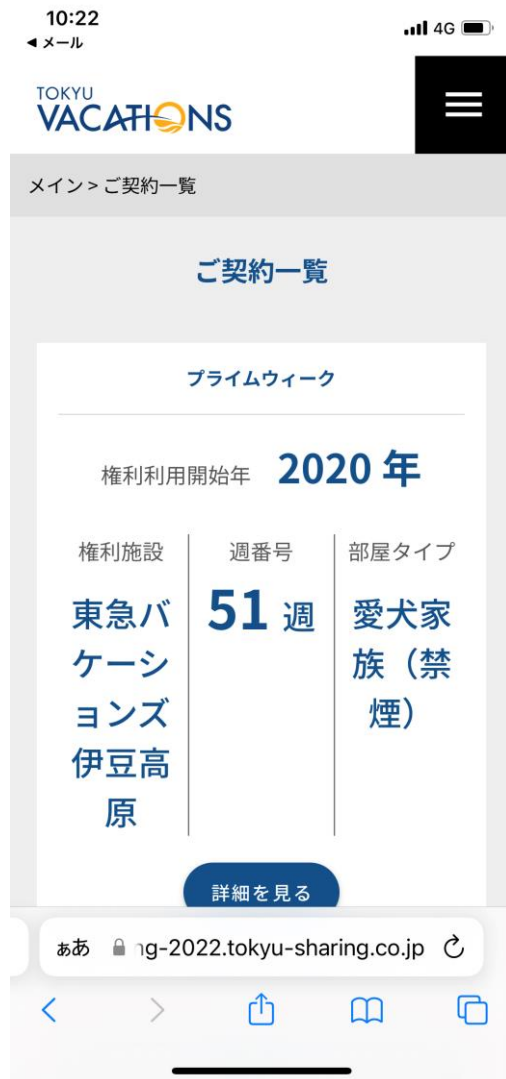 10:22
4G
メール
TOKYU
VACATIONS
メイン > ご契約一覧
ご契約一覧
プライムウィーク
権利利用開始年 2020 年
権利施設
東急バ
ケーシ
ョンズ
伊豆高
原
週番号
51 週
部屋タイプ
愛犬家
族（禁
煙）
詳細を見る
ぁあ
ng-2022.tokyu-sharing.co.jp